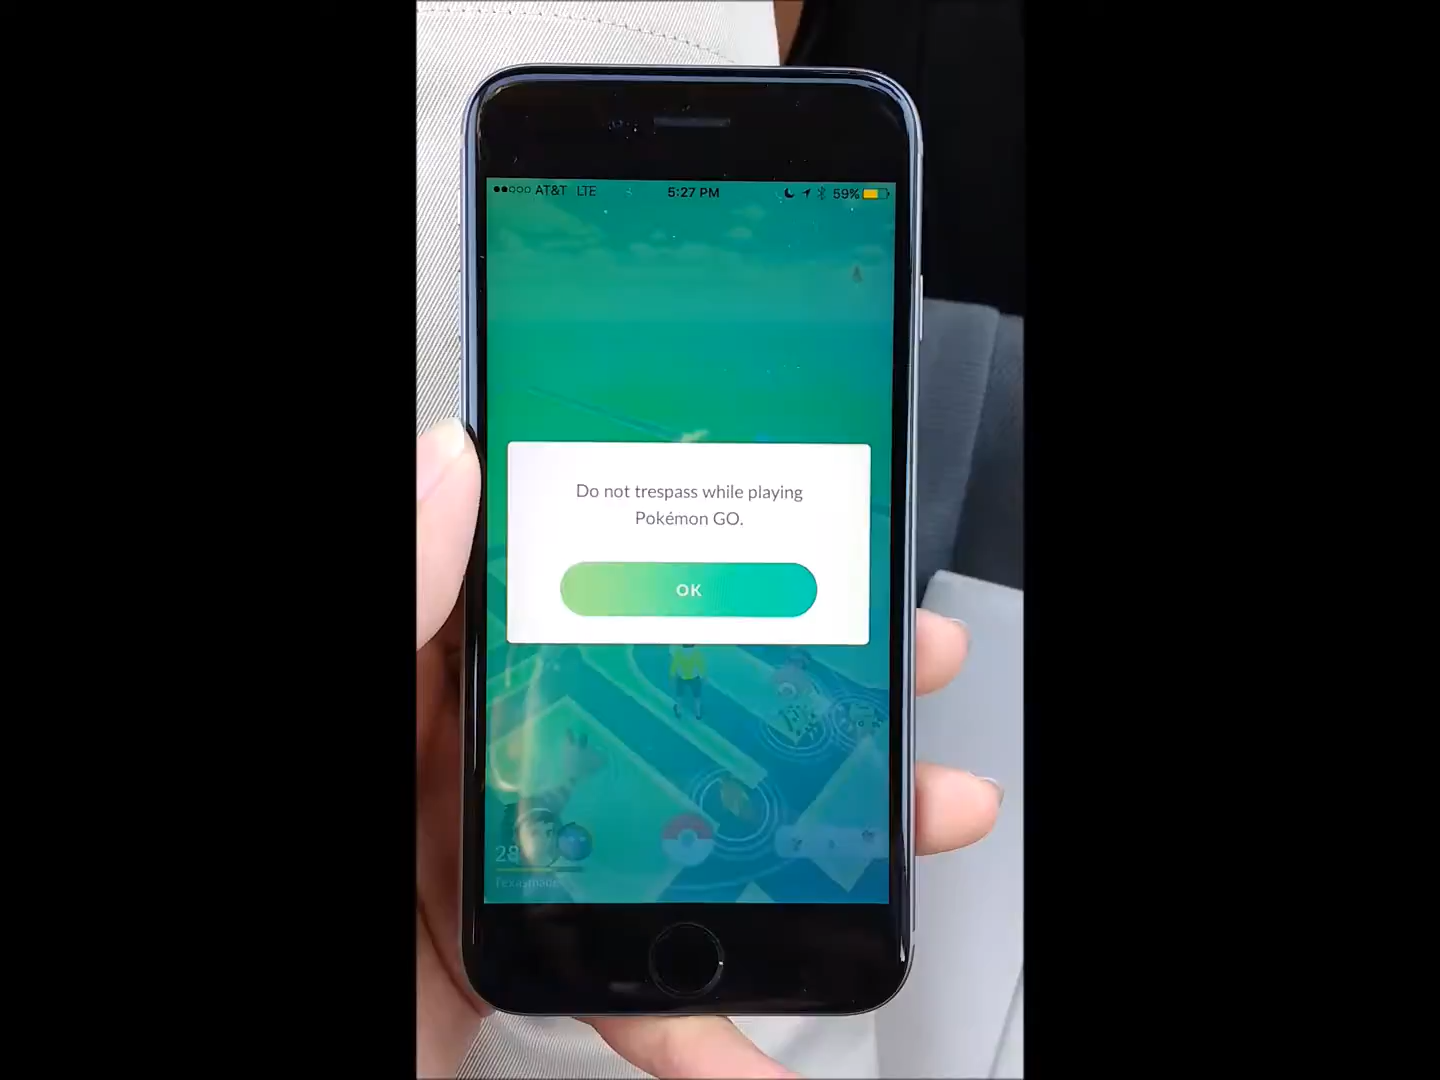 AT&T LTE 5:27 PM 59%
Do not trespass while playing
Pokémon GO.
OK
28